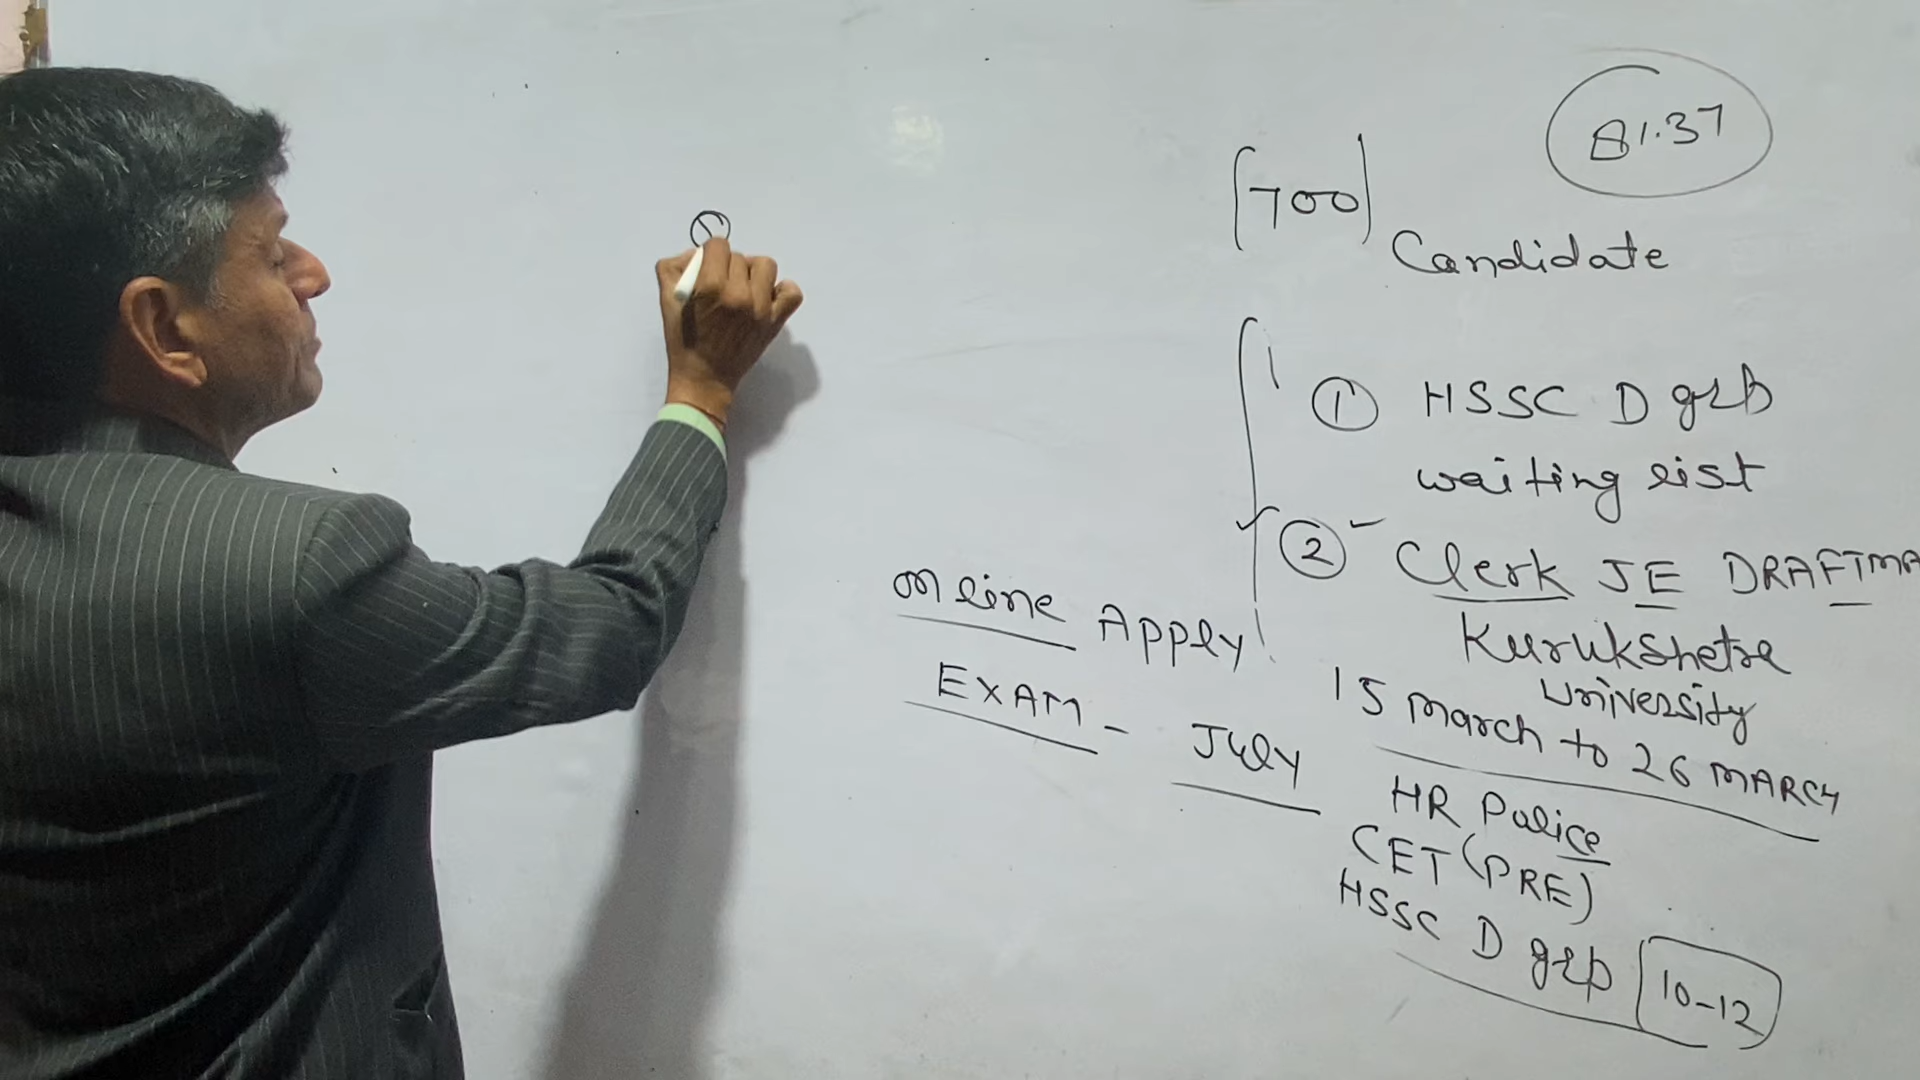 81.37
[700]
Candidate
① HSSC D grp
waiting list
② Clerk JE DRAFTMA
Kurukshetra
University
15 March to 26 MARCH
Online Apply
EXAM - July
HR Police
CET (PRE)
HSSC D grp 10-12